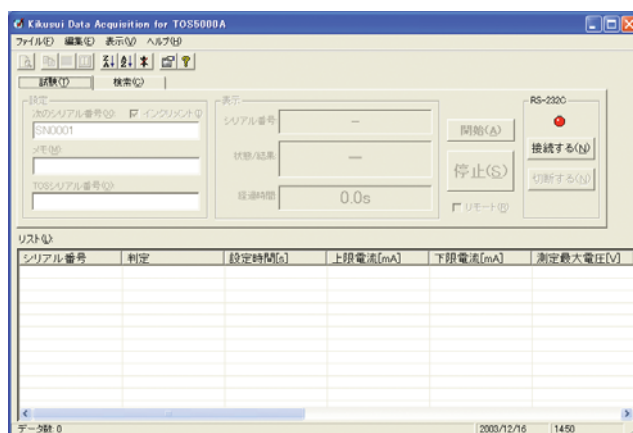 Kikusui Data Acquisition for TOS5000A
ファイル(F) 編集(E) 表示(V) ヘルプ(H)
試験(T) 検索(C)
設定
次のシリアル番号(X): インクリメント(I)
SN0001
メモ(M)
TOSシリアル番号(O):
表示
シリアル番号 —
状態/結果 —
経過時間 0.0s
開始(A)
停止(S)
リモート(R)
RS-232C
接続する(N)
切断する(N)
リスト(L):
シリアル番号 判定 設定時間[s] 上限電流[mA] 下限電流[mA] 測定最大電圧[V]
データ数: 0 2003/12/16 14:50